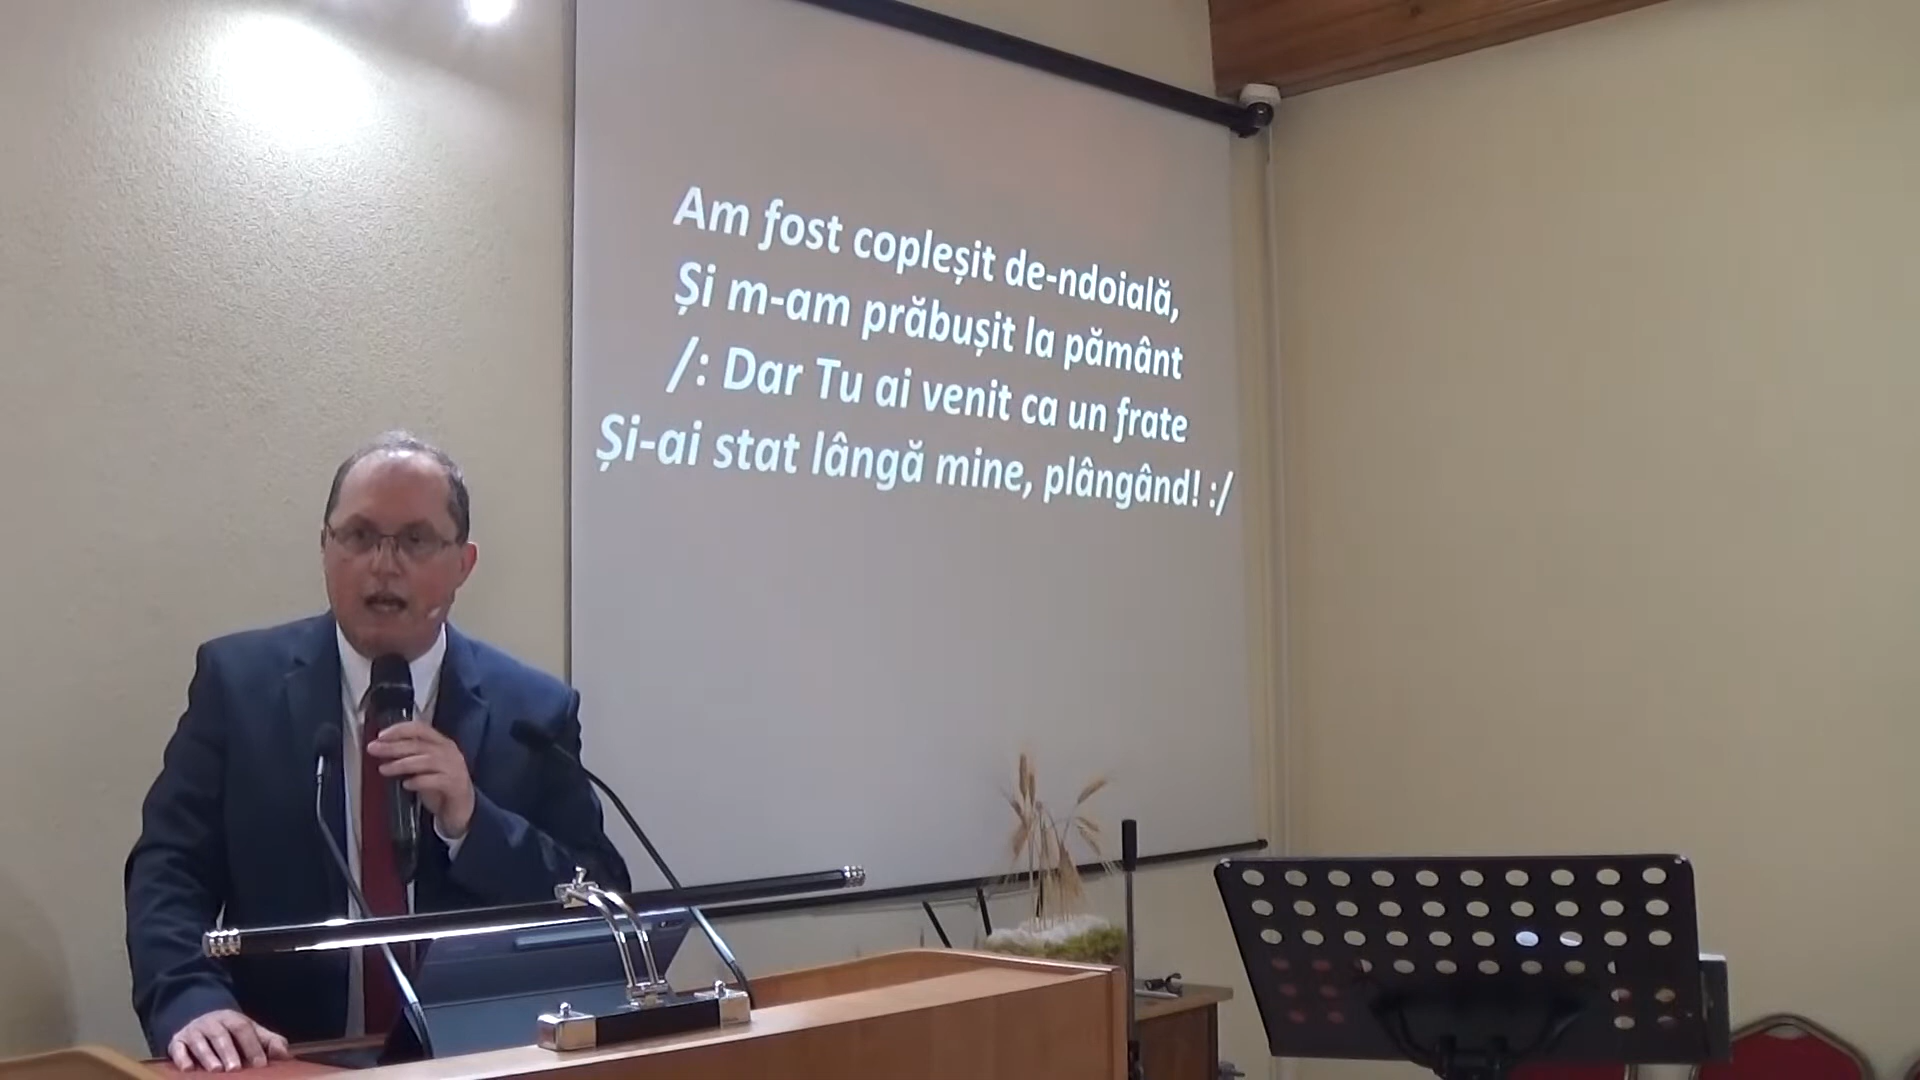 Am fost copleșit de-ndoială,
Și m-am prăbușit la pământ
/: Dar Tu ai venit ca un frate
Și-ai stat lângă mine, plângând! :/